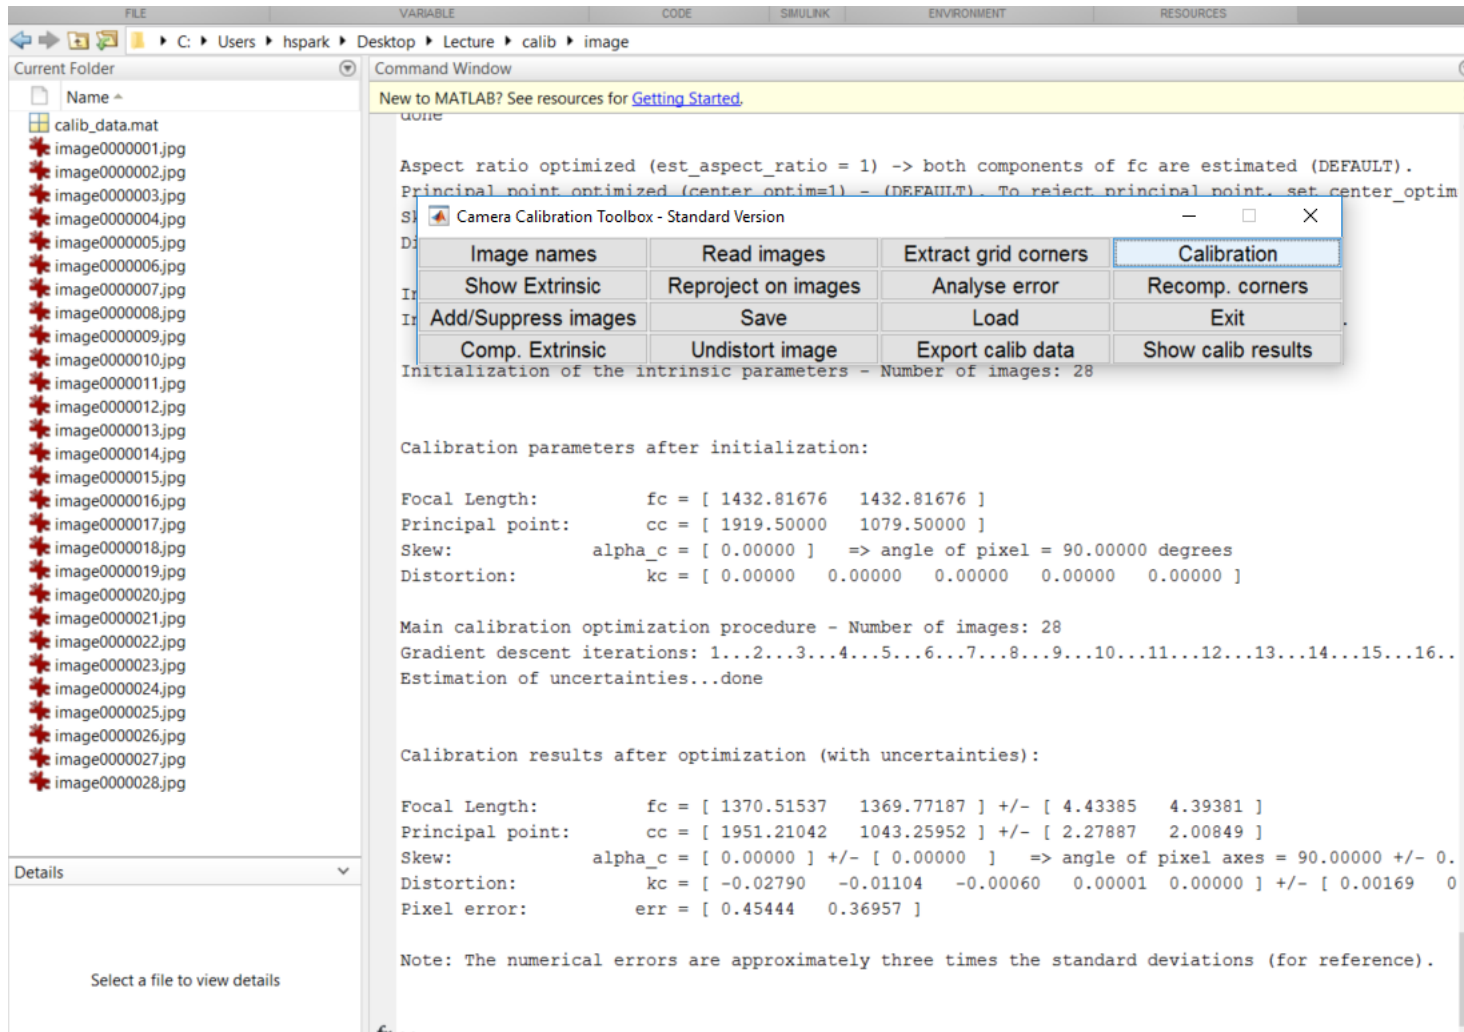 FILE VARIABLE CODE SIMULINK ENVIRONMENT RESOURCES
C: Users hspark Desktop Lecture calib image
Current Folder
Name
calib_data.mat
image0000001.jpg
image0000002.jpg
image0000003.jpg
image0000004.jpg
image0000005.jpg
image0000006.jpg
image0000007.jpg
image0000008.jpg
image0000009.jpg
image0000010.jpg
image0000011.jpg
image0000012.jpg
image0000013.jpg
image0000014.jpg
image0000015.jpg
image0000016.jpg
image0000017.jpg
image0000018.jpg
image0000019.jpg
image0000020.jpg
image0000021.jpg
image0000022.jpg
image0000023.jpg
image0000024.jpg
image0000025.jpg
image0000026.jpg
image0000027.jpg
image0000028.jpg
Details
Select a file to view details
Command Window
New to MATLAB? See resources for Getting Started.
done
Aspect ratio optimized (est_aspect_ratio = 1) -> both components of fc are estimated (DEFAULT).
Principal point optimized (center_optim=1) - (DEFAULT). To reject principal point, set center_optim
Camera Calibration Toolbox - Standard Version
Image names Read images Extract grid corners Calibration
Show Extrinsic Reproject on images Analyse error Recomp. corners
Add/Suppress images Save Load Exit
Comp. Extrinsic Undistort image Export calib data Show calib results
Initialization of the intrinsic parameters - Number of images: 28
Calibration parameters after initialization:
Focal Length: fc = [ 1432.81676 1432.81676 ]
Principal point: cc = [ 1919.50000 1079.50000 ]
Skew: alpha_c = [ 0.00000 ] => angle of pixel = 90.00000 degrees
Distortion: kc = [ 0.00000 0.00000 0.00000 0.00000 0.00000 ]
Main calibration optimization procedure - Number of images: 28
Gradient descent iterations: 1...2...3...4...5...6...7...8...9...10...11...12...13...14...15...16..
Estimation of uncertainties...done
Calibration results after optimization (with uncertainties):
Focal Length: fc = [ 1370.51537 1369.77187 ] +/- [ 4.43385 4.39381 ]
Principal point: cc = [ 1951.21042 1043.25952 ] +/- [ 2.27887 2.00849 ]
Skew: alpha_c = [ 0.00000 ] +/- [ 0.00000 ] => angle of pixel axes = 90.00000 +/- 0.
Distortion: kc = [ -0.02790 -0.01104 -0.00060 0.00001 0.00000 ] +/- [ 0.00169 0
Pixel error: err = [ 0.45444 0.36957 ]
Note: The numerical errors are approximately three times the standard deviations (for reference).